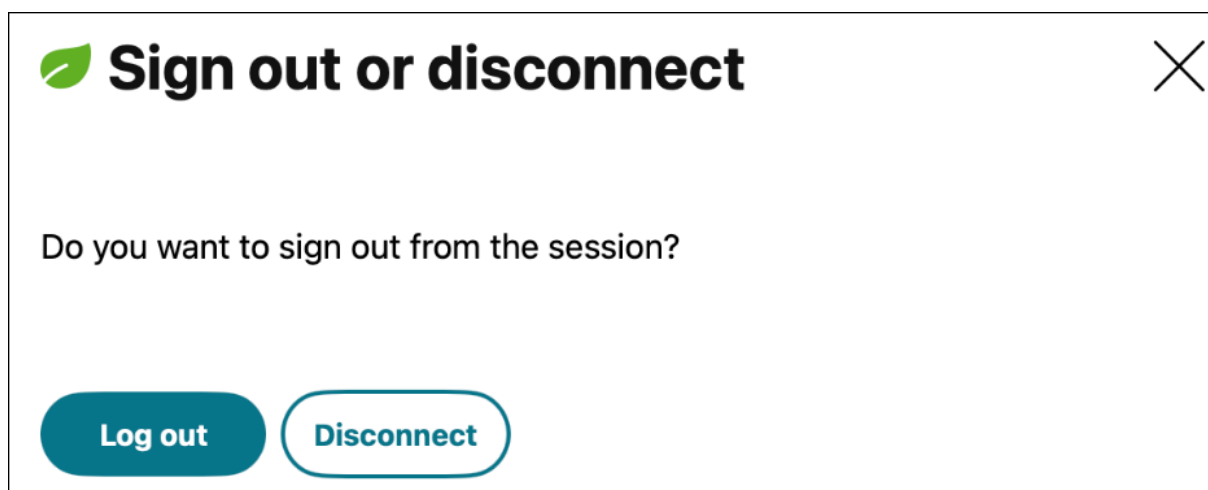 Sign out or disconnect
Do you want to sign out from the session?
Log out Disconnect